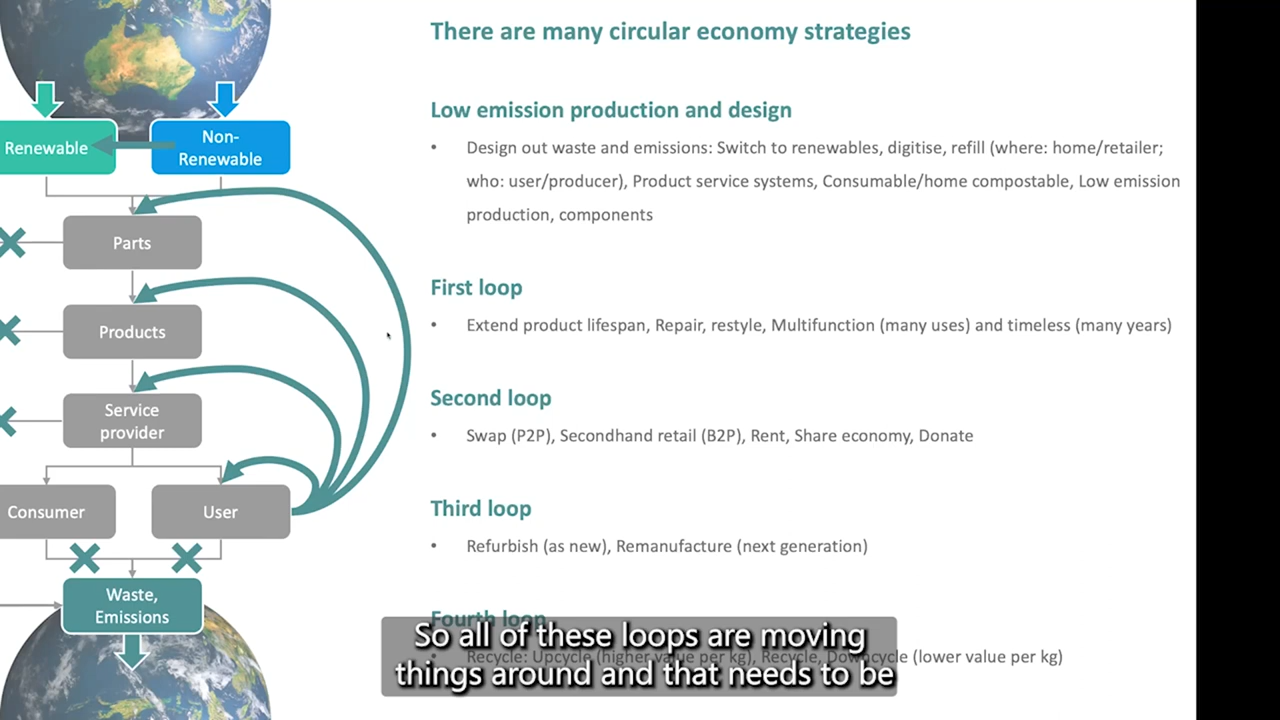 There are many circular economy strategies
Low emission production and design
• Design out waste and emissions: Switch to renewables, digitise, refill (where: home/retailer;
who: user/producer), Product service systems, Consumable/home compostable, Low emission
production, components
First loop
• Extend product lifespan, Repair, restyle, Multifunction (many uses) and timeless (many years)
Second loop
• Swap (P2P), Secondhand retail (B2P), Rent, Share economy, Donate
Third loop
• Refurbish (as new), Remanufacture (next generation)
Fourth loop
• Recycle: Upcycle (higher value per kg), Recycle, Downcycle (lower value per kg)
Renewable
Non-
Renewable
Parts
Products
Service
provider
Consumer
User
Waste,
Emissions
So all of these loops are moving
things around and that needs to be